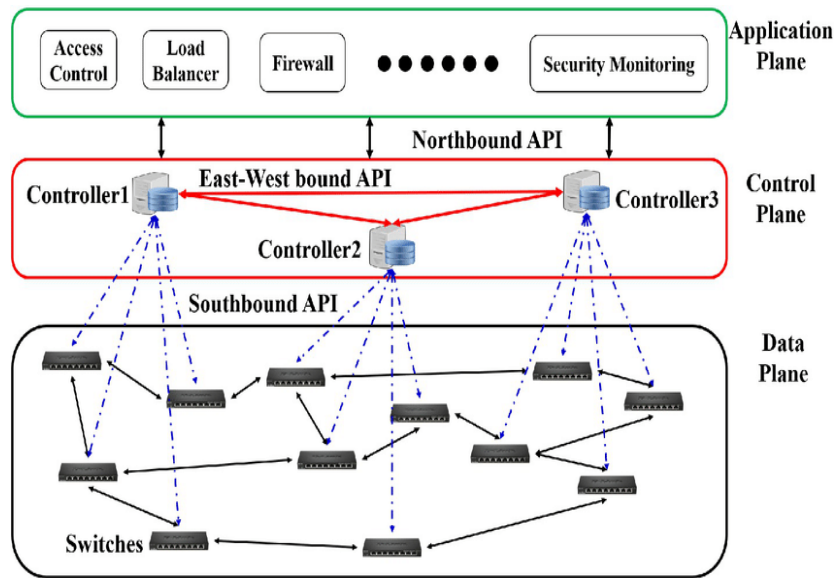 Access
Control
Load
Balancer
Firewall
Security Monitoring
Application
Plane
Northbound API
Controller1
East-West bound API
Controller3
Control
Plane
Controller2
Southbound API
Data
Plane
Switches